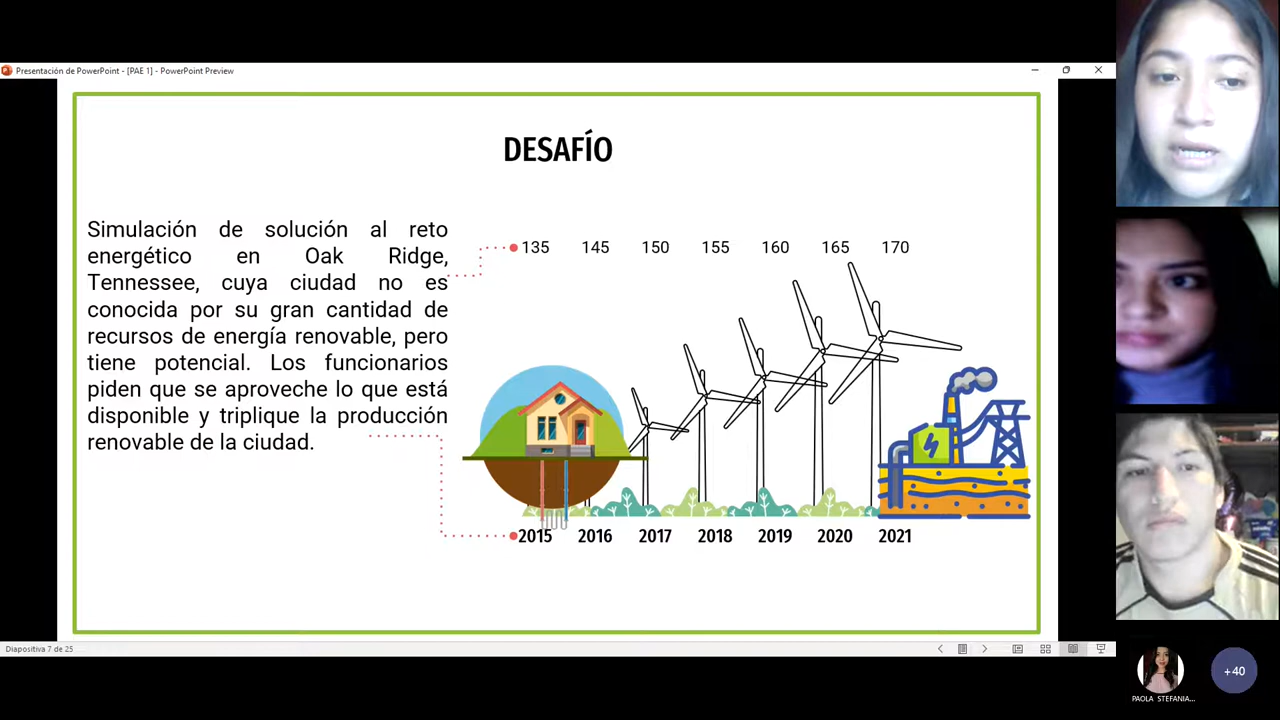 Presentación de PowerPoint - [PAE 1] - PowerPoint Preview
DESAFÍO
Simulación de solución al reto
energético en Oak Ridge,
Tennessee, cuya ciudad no es
conocida por su gran cantidad de
recursos de energía renovable, pero
tiene potencial. Los funcionarios
piden que se aproveche lo que está
disponible y triplique la producción
renovable de la ciudad.
135 145 150 155 160 165 170
2015 2016 2017 2018 2019 2020 2021
Diapositiva 7 de 25
PAOLA STEFANIA...
+40